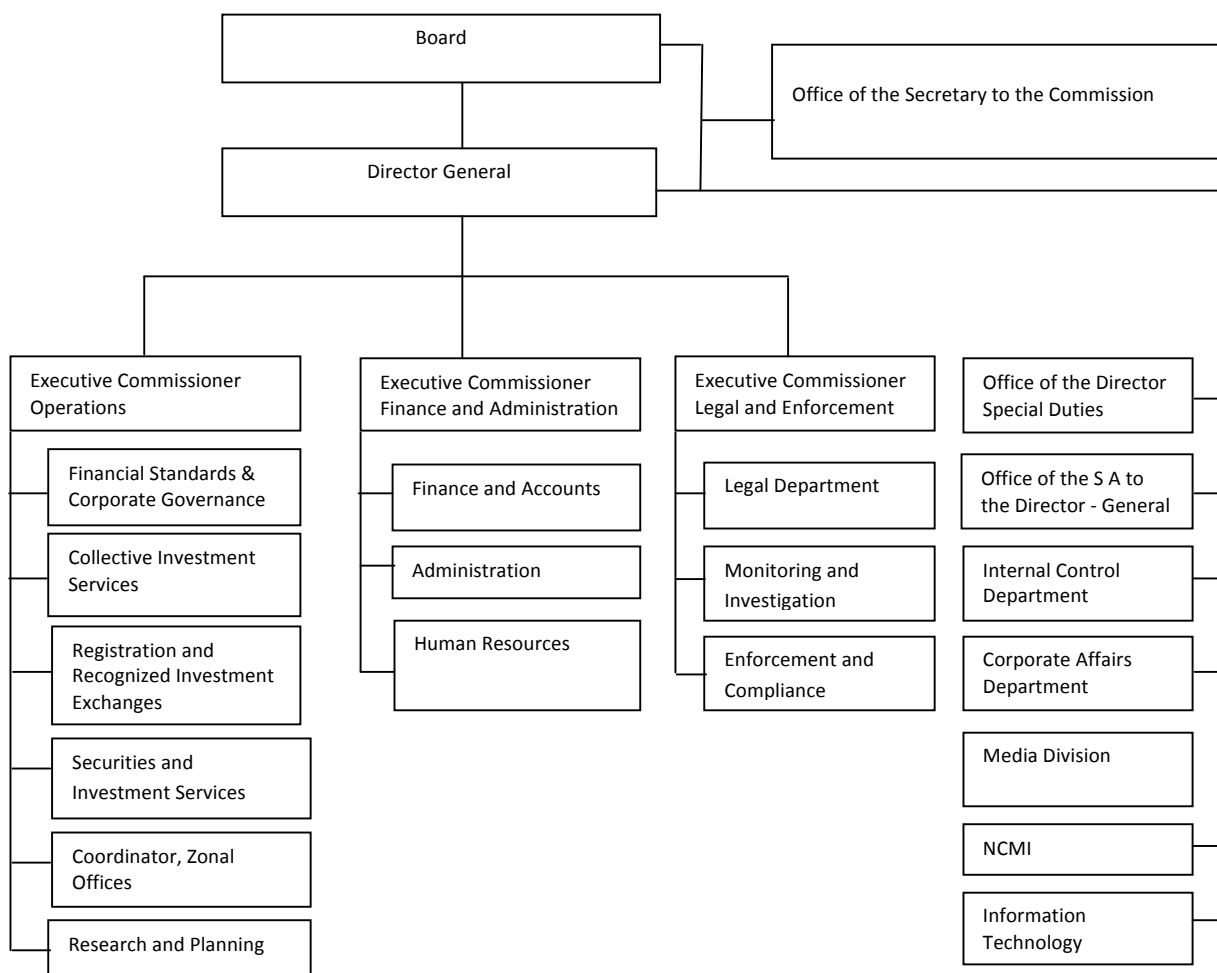 Board
Office of the Secretary to the Commission
Director General
Executive Commissioner
Operations
Financial Standards &
Corporate Governance
Collective Investment
Services
Registration and
Recognized Investment
Exchanges
Securities and
Investment Services
Coordinator, Zonal
Offices
Research and Planning
Executive Commissioner
Finance and Administration
Finance and Accounts
Administration
Human Resources
Executive Commissioner
Legal and Enforcement
Legal Department
Monitoring and
Investigation
Enforcement and
Compliance
Office of the Director
Special Duties
Office of the S A to
the Director - General
Internal Control
Department
Corporate Affairs
Department
Media Division
NCMI
Information
Technology